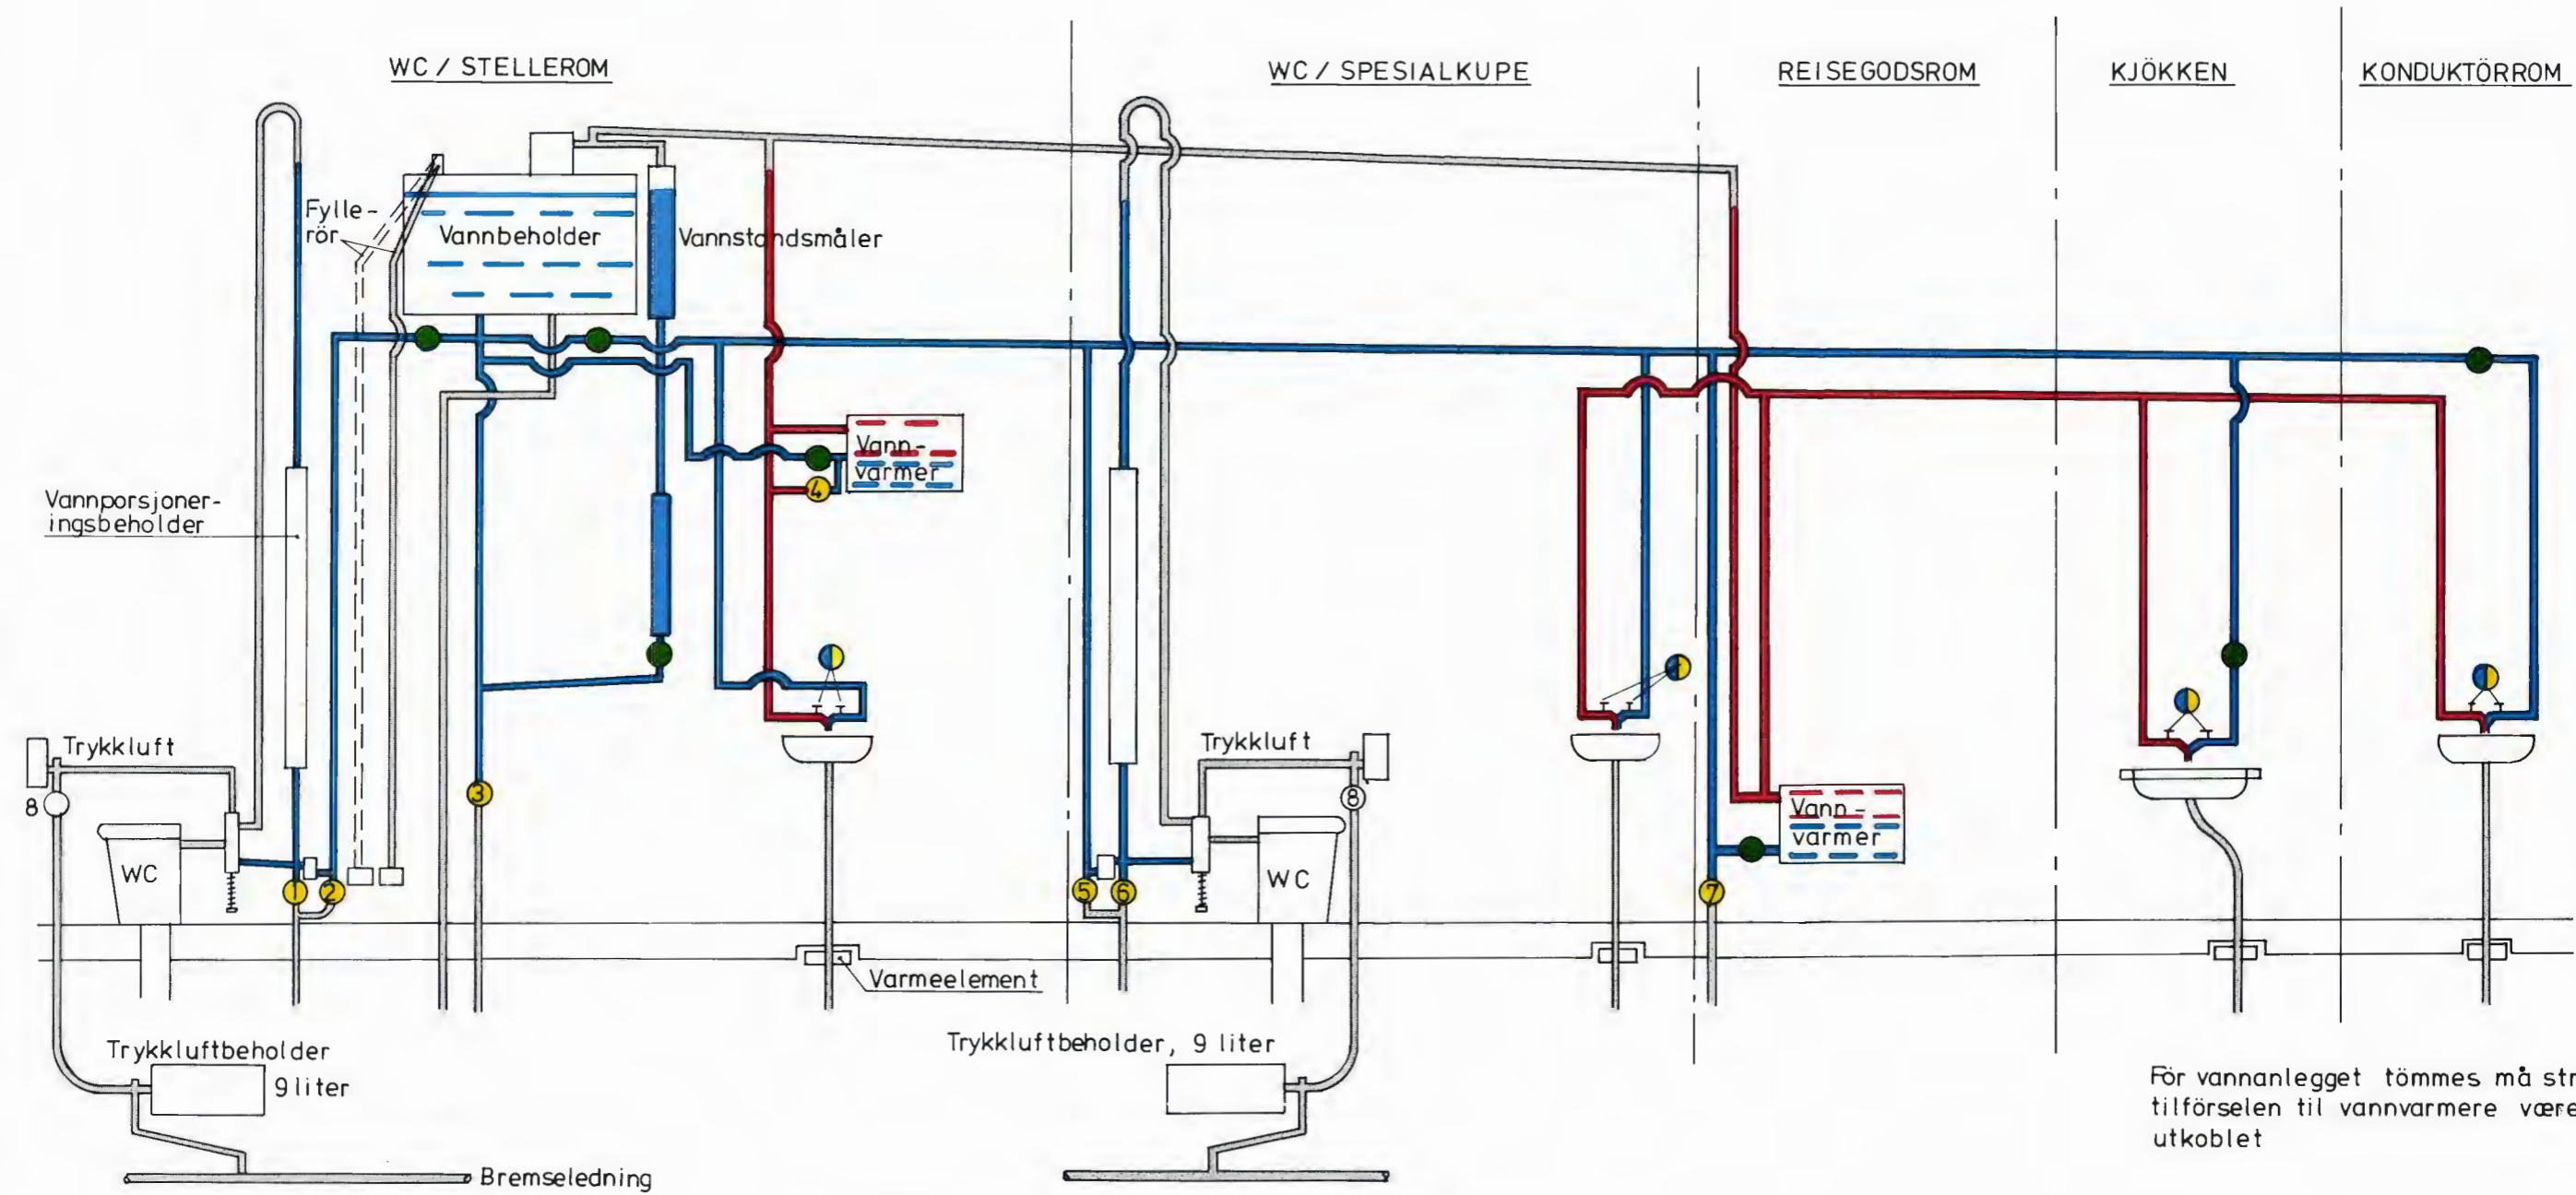 WC / STELLEROM
WC / SPESIALKUPE
REISEGODSROM
KJÖKKEN
KONDUKTÖRROM
Fylle-
rör
Vannbeholder
Vannstandsmåler
Vann-
varmer
4
Vannporsjoner-
ingsbeholder
Trykkluft
8
WC
1
2
3
Varmeelement
Trykkluftbeholder
9 liter
Bremseledning
Trykkluft
8
WC
5
6
7
Vann-
varmer
Trykkluftbeholder, 9 liter
För vannanlegget tömmes må str
tilförselen til vannvarmere være
utkoblet